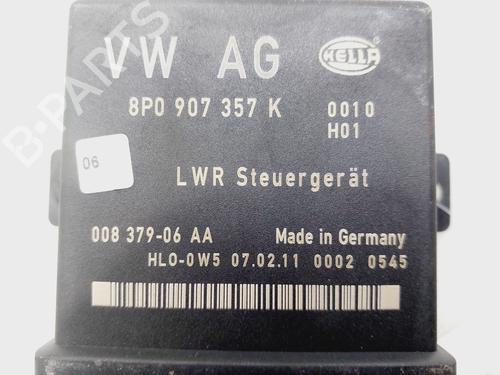 VW AG
HELLA
8P0 907 357 K 0010
H01
06
LWR Steuergerät
008 379-06 AA Made in Germany
HLO-0W5 07.02.11 0002 0545
B-PARTS